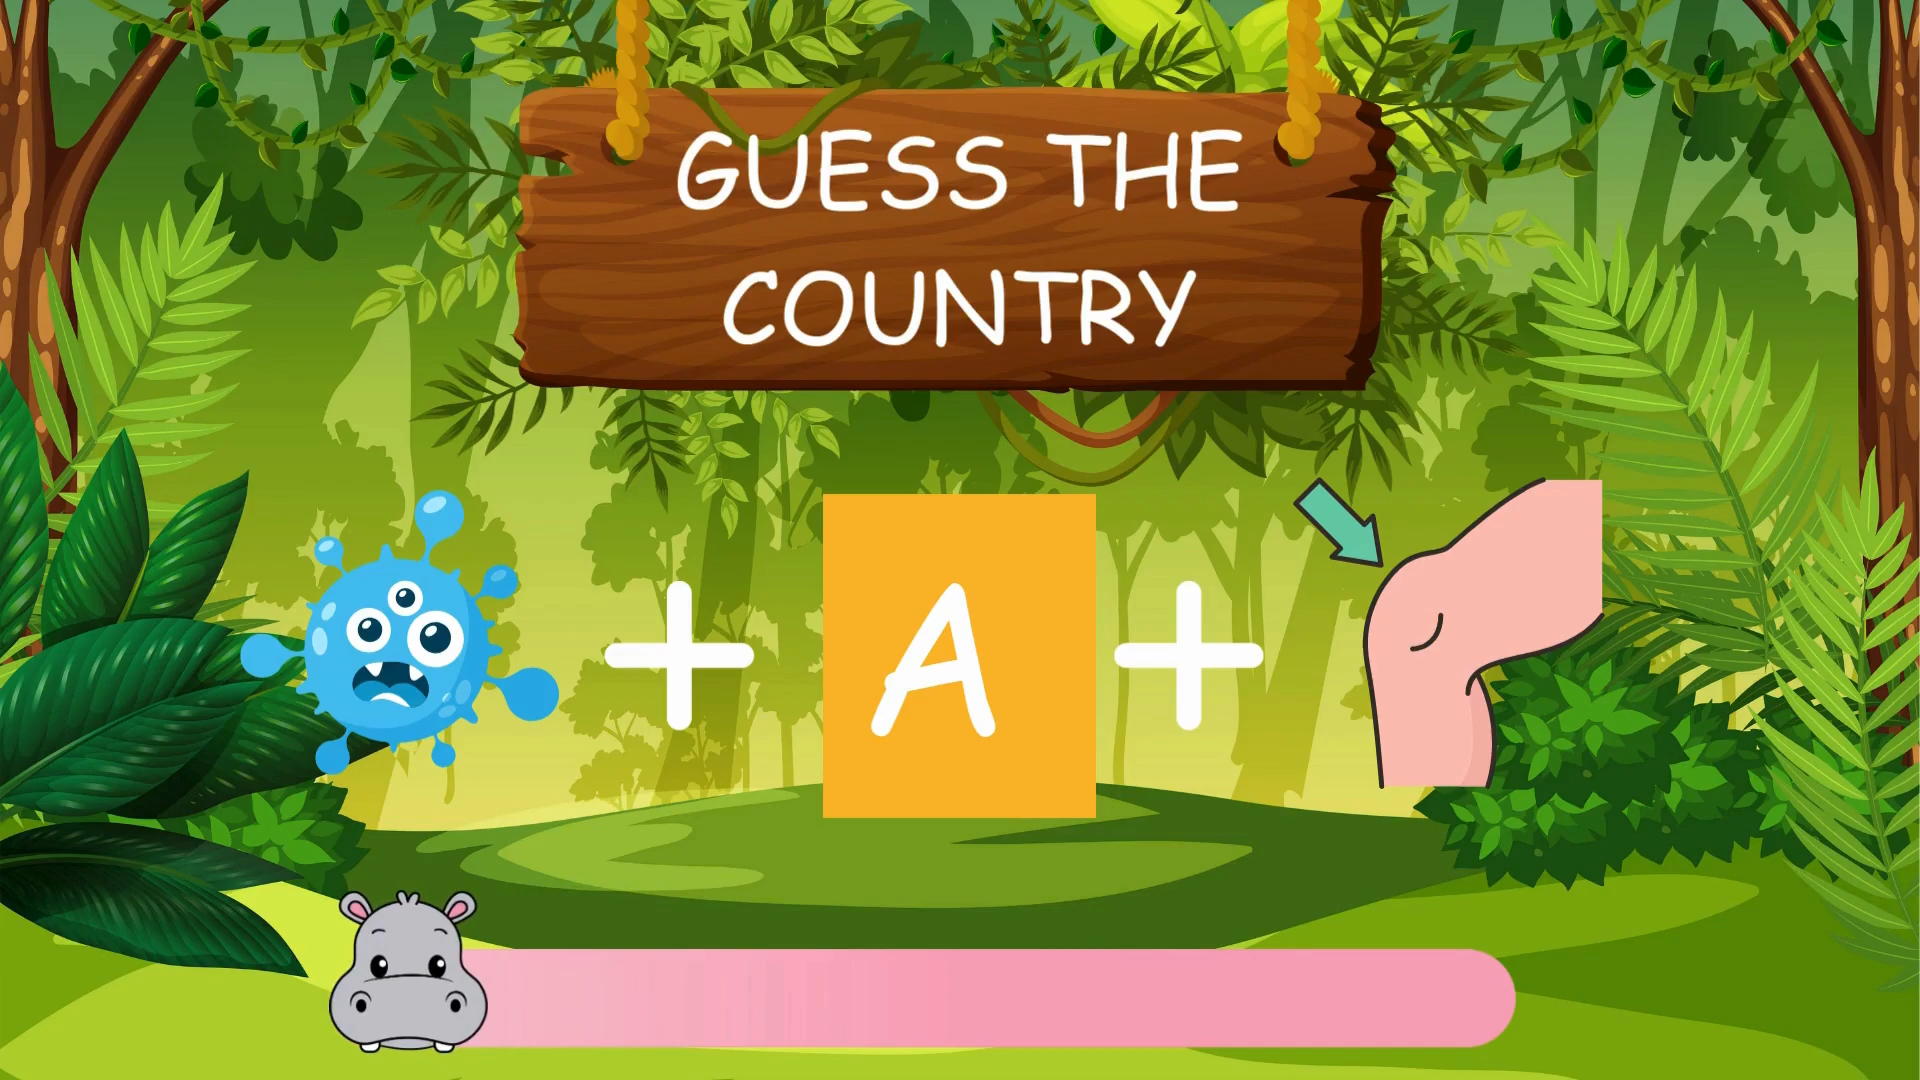 GUESS THE
COUNTRY
+ A +